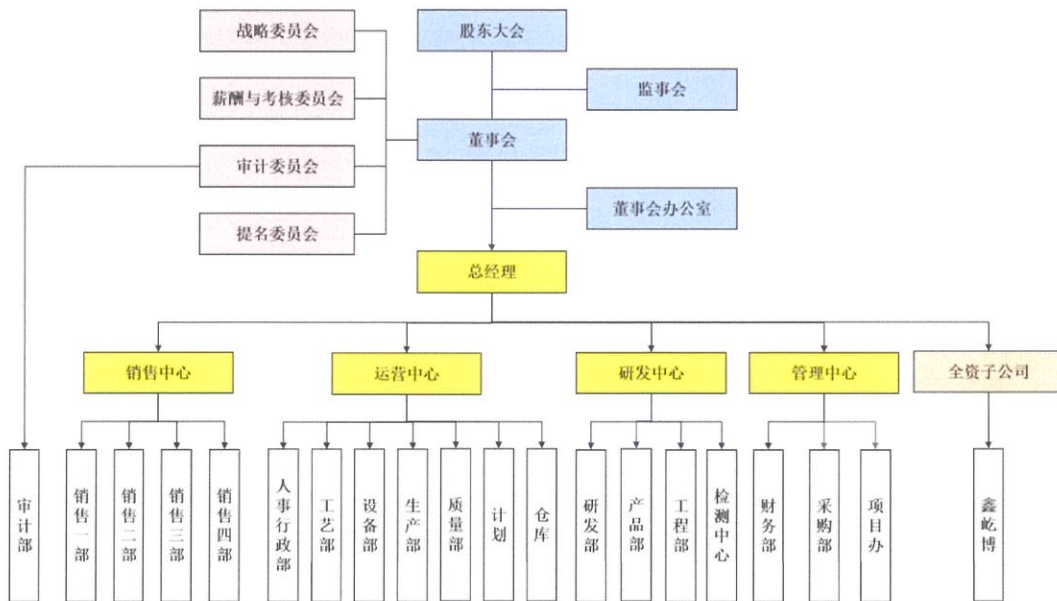 战略委员会
股东大会
监事会
薪酬与考核委员会
董事会
审计委员会
董事会办公室
提名委员会
总经理
销售中心
运营中心
研发中心
管理中心
全资子公司
审计部
销售一部
销售二部
销售三部
销售四部
人事行政部
工艺部
设备部
生产部
质量部
计划
仓库
研发部
产品部
工程部
检测中心
财务部
采购部
项目办
鑫屹博